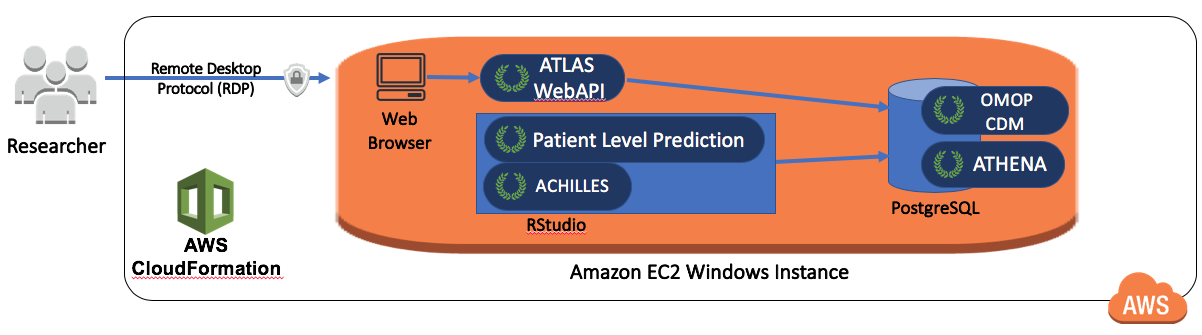 Researcher
Remote Desktop
Protocol (RDP)
AWS
CloudFormation
Web
Browser
ATLAS
WebAPI
Patient Level Prediction
ACHILLES
RStudio
OMOP
CDM
ATHENA
PostgreSQL
Amazon EC2 Windows Instance
AWS